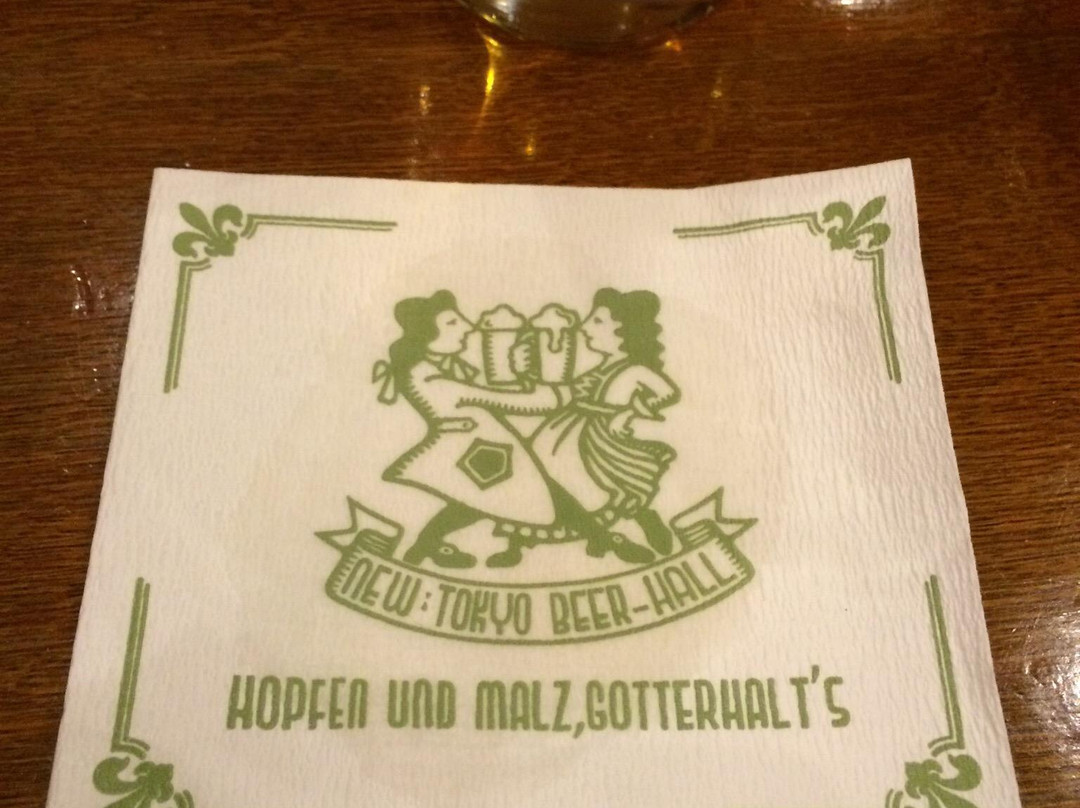 NEW:TOKYO BEER-HALL
HOPFEN UND MALZ,GOTTERHALT'S